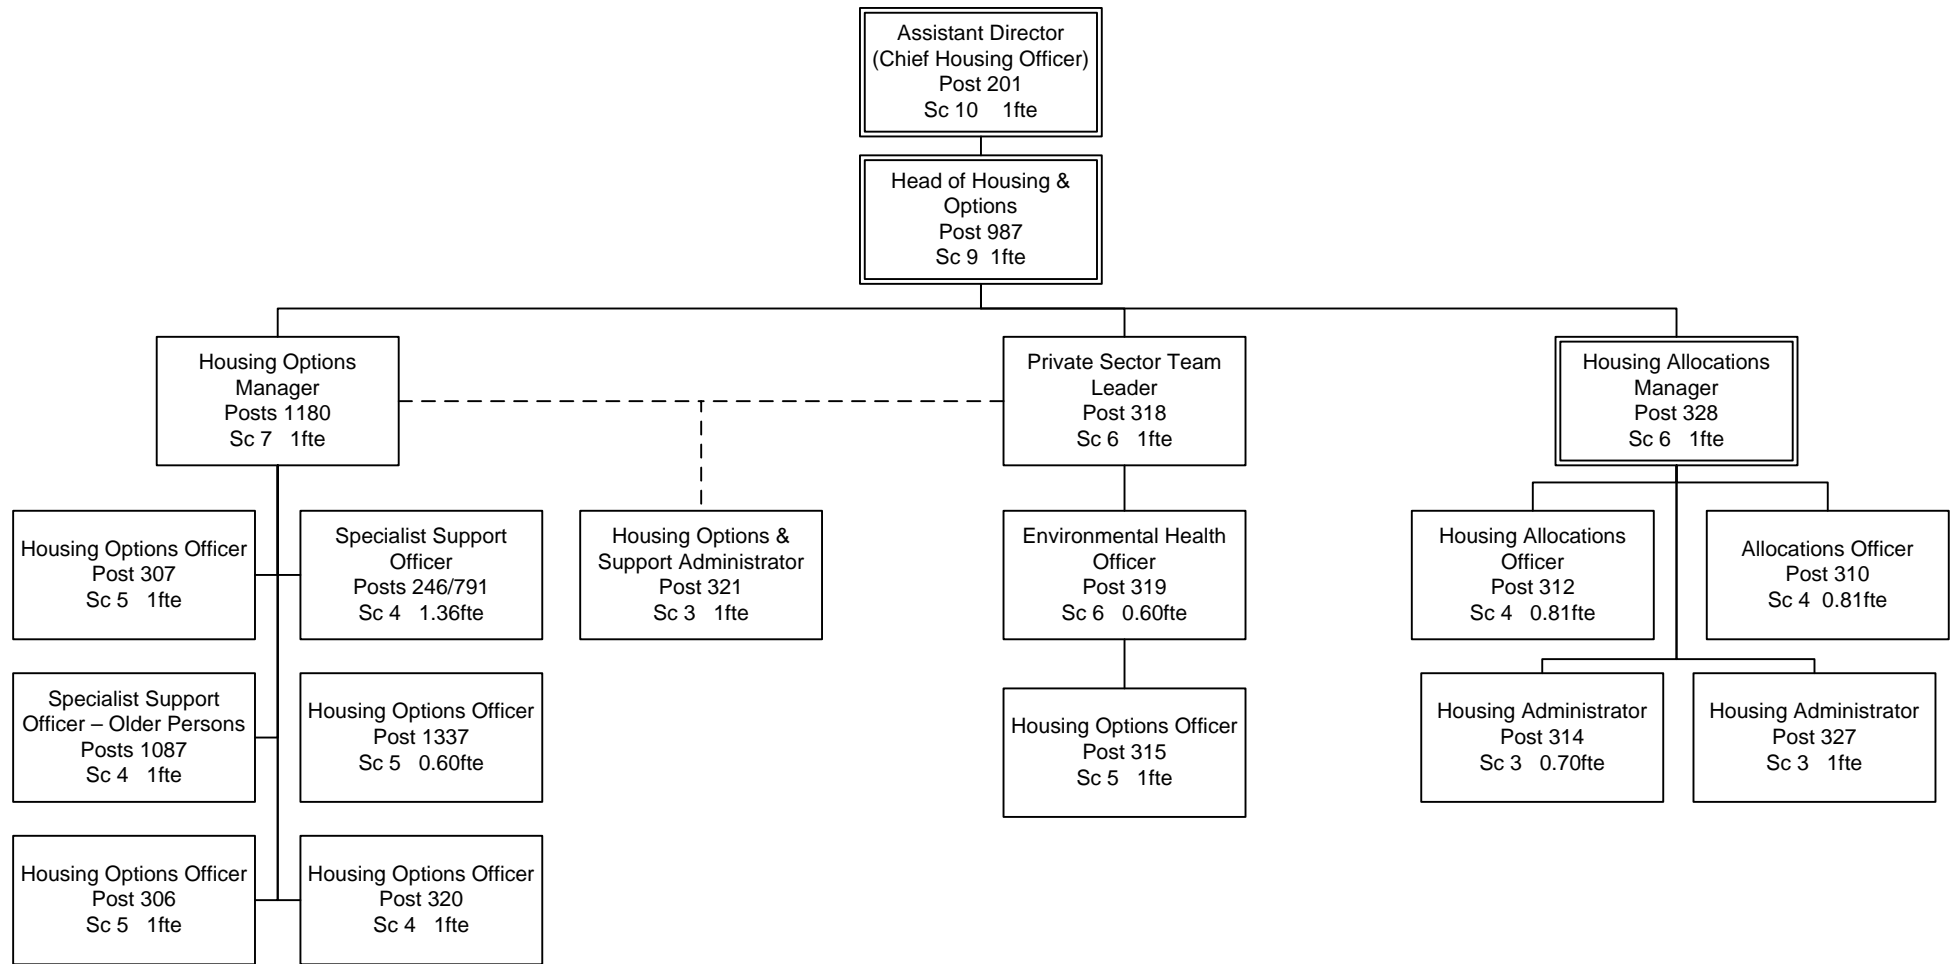 Assistant Director
(Chief Housing Officer)
Post 201
Sc 10 1fte
Head of Housing &
Options
Post 987
Sc 9 1fte
Housing Options
Manager
Posts 1180
Sc 7 1fte
Private Sector Team
Leader
Post 318
Sc 6 1fte
Housing Allocations
Manager
Post 328
Sc 6 1fte
Housing Options Officer
Post 307
Sc 5 1fte
Specialist Support
Officer
Posts 246/791
Sc 4 1.36fte
Housing Options &
Support Administrator
Post 321
Sc 3 1fte
Environmental Health
Officer
Post 319
Sc 6 0.60fte
Housing Allocations
Officer
Post 312
Sc 4 0.81fte
Allocations Officer
Post 310
Sc 4 0.81fte
Specialist Support
Officer – Older Persons
Posts 1087
Sc 4 1fte
Housing Options Officer
Post 1337
Sc 5 0.60fte
Housing Options Officer
Post 315
Sc 5 1fte
Housing Administrator
Post 314
Sc 3 0.70fte
Housing Administrator
Post 327
Sc 3 1fte
Housing Options Officer
Post 306
Sc 5 1fte
Housing Options Officer
Post 320
Sc 4 1fte